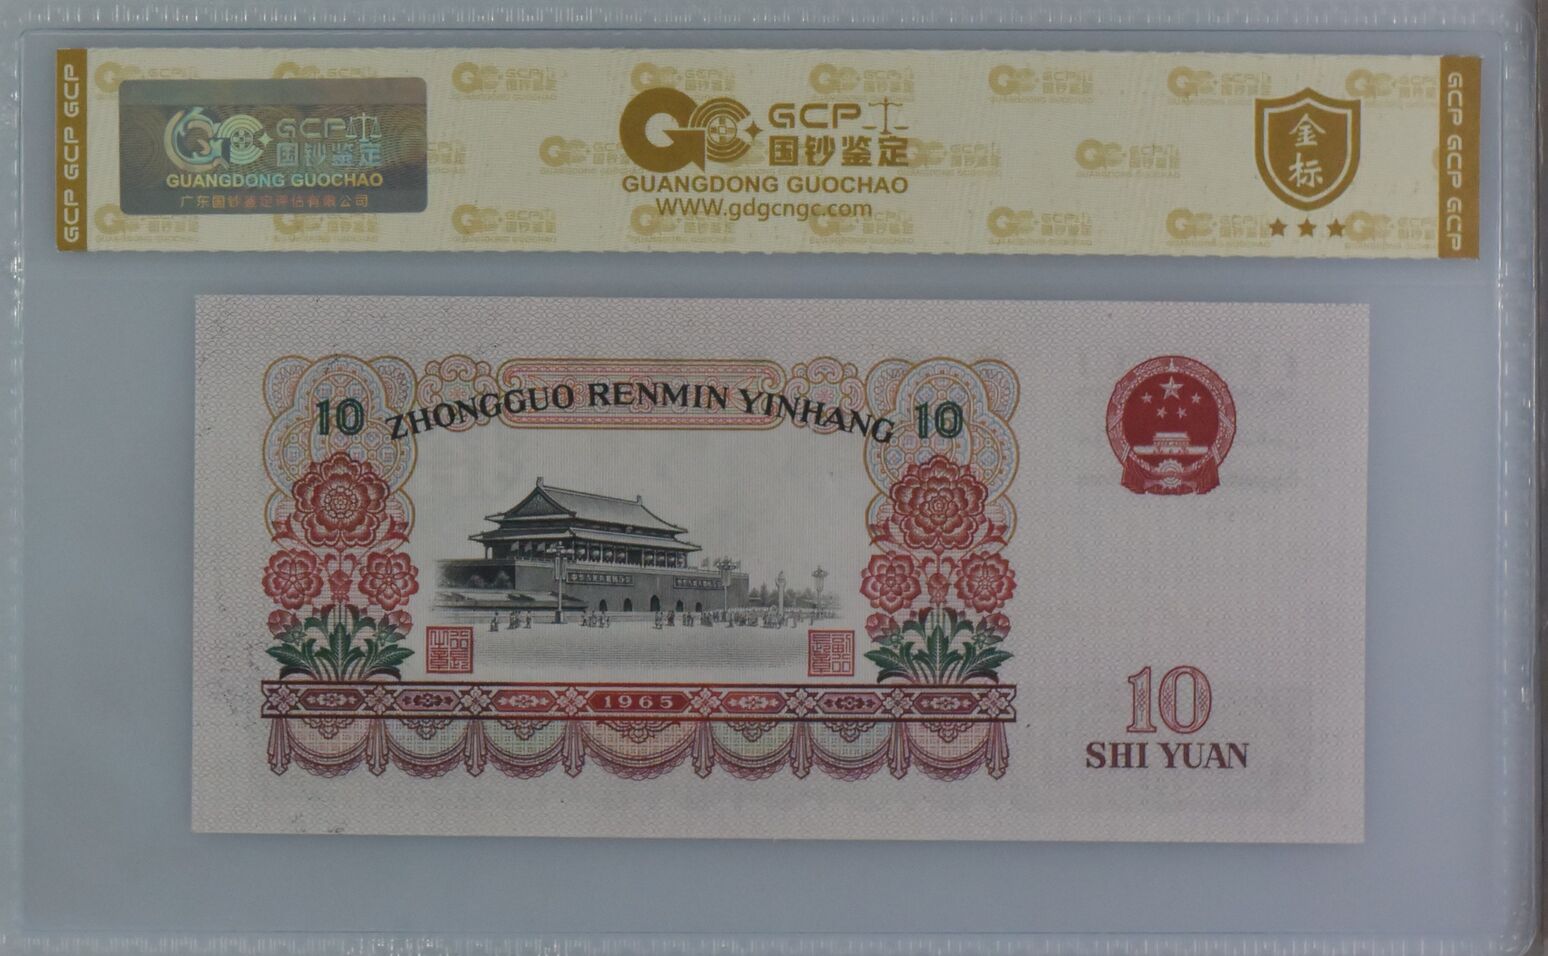 GCP GCP GCP
GCP
国钞鉴定
GUANGDONG GUOCHAO
广东国钞鉴定评估有限公司
GCP
国钞鉴定
GUANGDONG GUOCHAO
WWW.gdgcngc.com
金
标
GCP GCP GCP
10 ZHONGGUO RENMIN YINHANG 10
1965
10
SHI YUAN